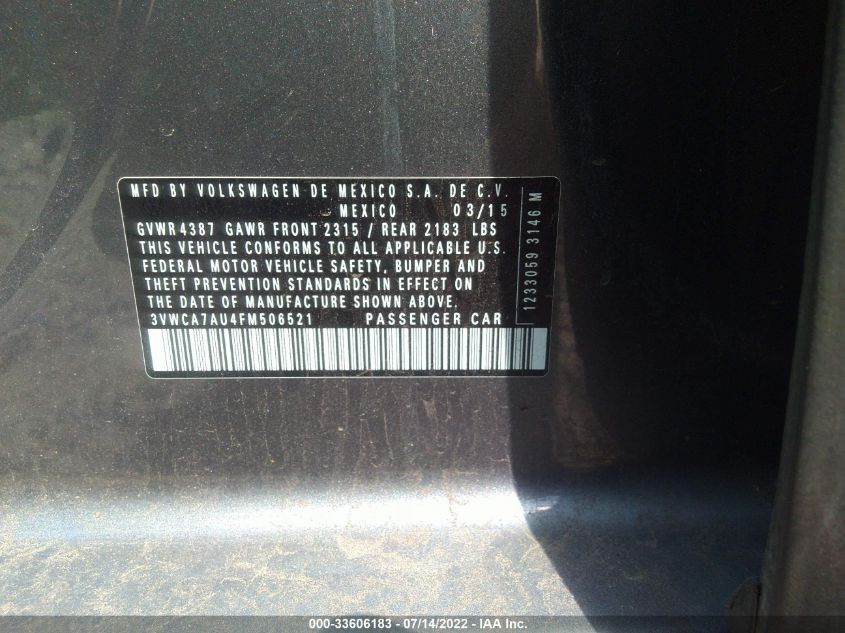 MFD BY VOLKSWAGEN DE MEXICO S.A. DE C.V.
MEXICO 03/15
GVWR 4387 GAWR FRONT 2315 / REAR 2183 LBS
THIS VEHICLE CONFORMS TO ALL APPLICABLE U.S.
FEDERAL MOTOR VEHICLE SAFETY, BUMPER AND
THEFT PREVENTION STANDARDS IN EFFECT ON
THE DATE OF MANUFACTURE SHOWN ABOVE.
3VWCA7AU4FM506521 PASSENGER CAR
1233059 3146 M
000-33606183 - 07/14/2022 - IAA Inc.